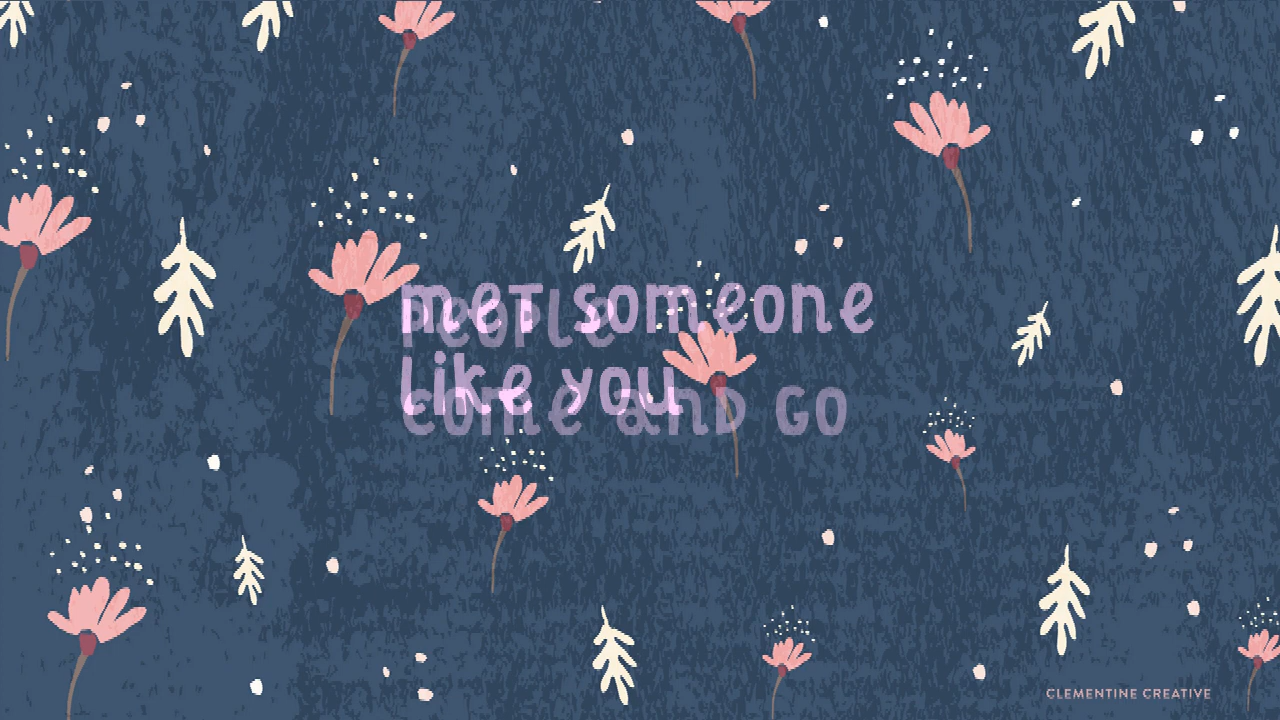 met someone
like you
PeOPLe
COMe aND GO
CLEMENTINE CREATIVE